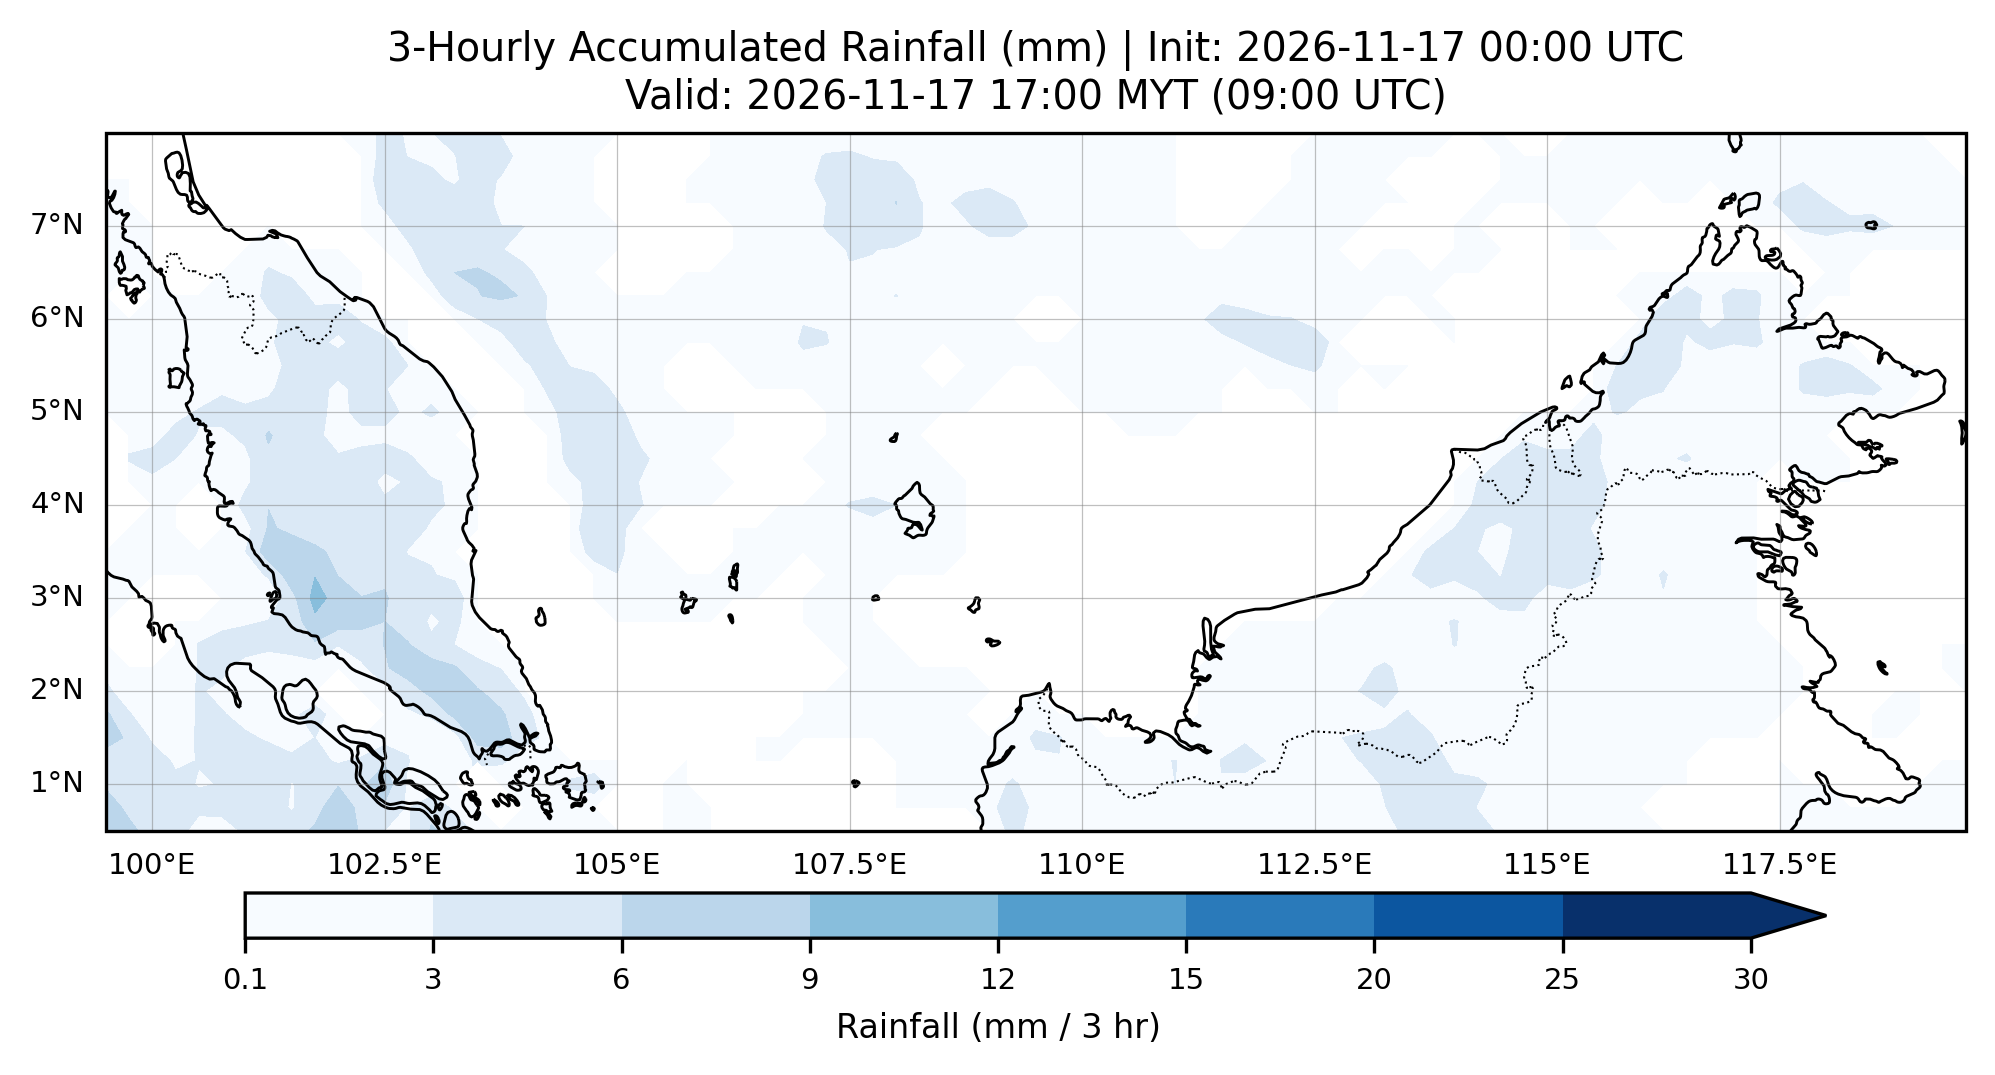 3-Hourly Accumulated Rainfall (mm) | Init: 2026-11-17 00:00 UTC
Valid: 2026-11-17 17:00 MYT (09:00 UTC)
7°N
6°N
5°N
4°N
3°N
2°N
1°N
100°E 102.5°E 105°E 107.5°E 110°E 112.5°E 115°E 117.5°E
0.1 3 6 9 12 15 20 25 30
Rainfall (mm / 3 hr)